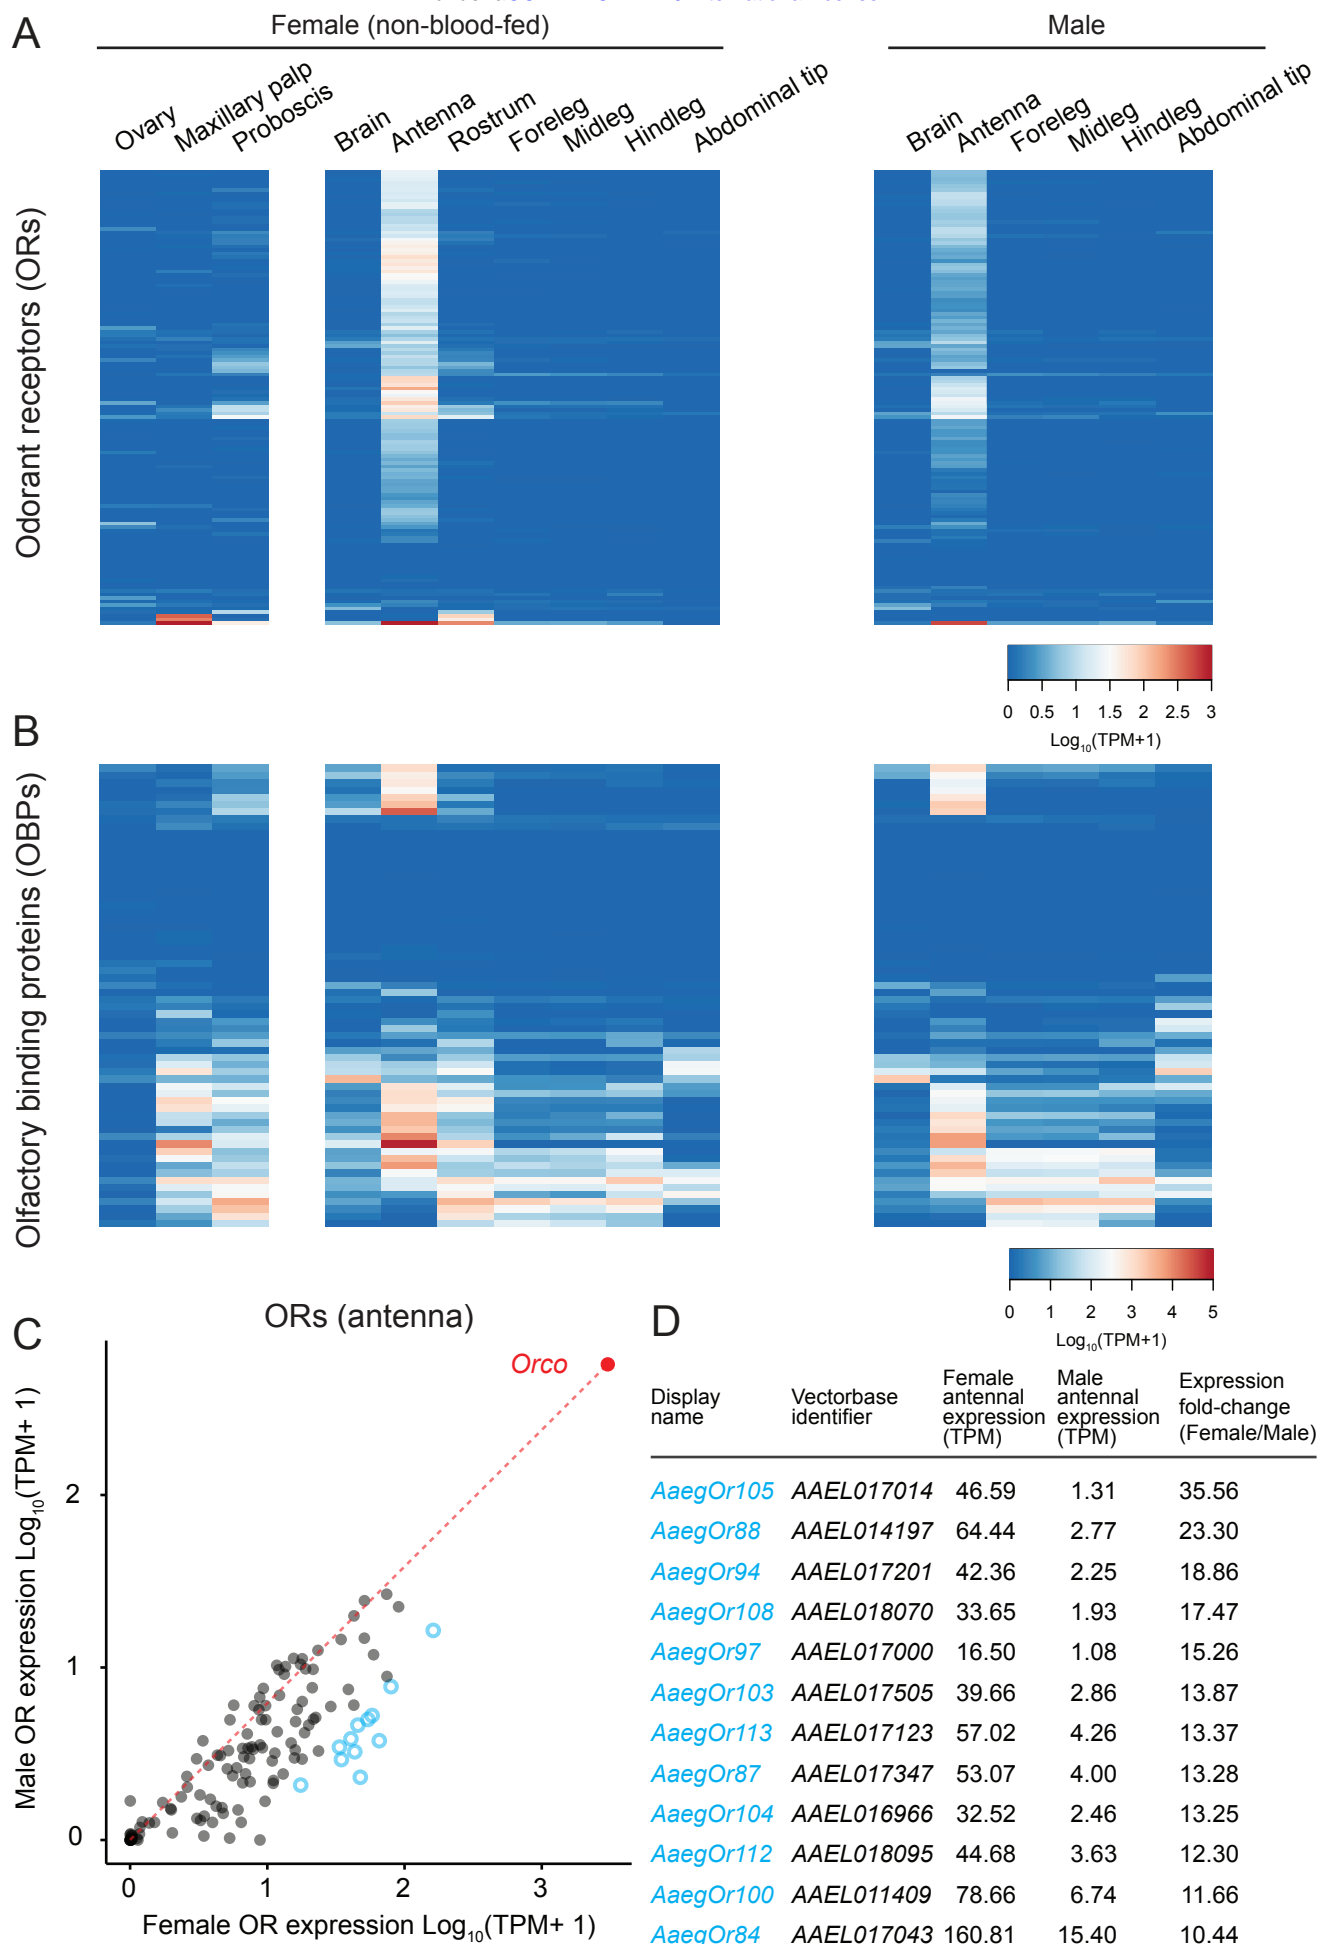 A
Female (non-blood-fed)
Male
Ovary
Maxillary palp
Proboscis
Brain
Antenna
Rostrum
Foreleg
Midleg
Hindleg
Abdominal tip
Brain
Antenna
Foreleg
Midleg
Hindleg
Abdominal tip
Odorant receptors (ORs)
0 0.5 1 1.5 2 2.5 3
Log10(TPM+1)
B
Olfactory binding proteins (OBPs)
0 1 2 3 4 5
Log10(TPM+1)
C
ORs (antenna)
Orco
Male OR expression Log10(TPM+ 1)
2
1
0
0 1 2 3
Female OR expression Log10(TPM+ 1)
D
Display name
Vectorbase identifier
Female antennal expression (TPM)
Male antennal expression (TPM)
Expression fold-change (Female/Male)
AaegOr105 AAEL017014 46.59 1.31 35.56
AaegOr88 AAEL014197 64.44 2.77 23.30
AaegOr94 AAEL017201 42.36 2.25 18.86
AaegOr108 AAEL018070 33.65 1.93 17.47
AaegOr97 AAEL017000 16.50 1.08 15.26
AaegOr103 AAEL017505 39.66 2.86 13.87
AaegOr113 AAEL017123 57.02 4.26 13.37
AaegOr87 AAEL017347 53.07 4.00 13.28
AaegOr104 AAEL016966 32.52 2.46 13.25
AaegOr112 AAEL018095 44.68 3.63 12.30
AaegOr100 AAEL011409 78.66 6.74 11.66
AaegOr84 AAEL017043 160.81 15.40 10.44